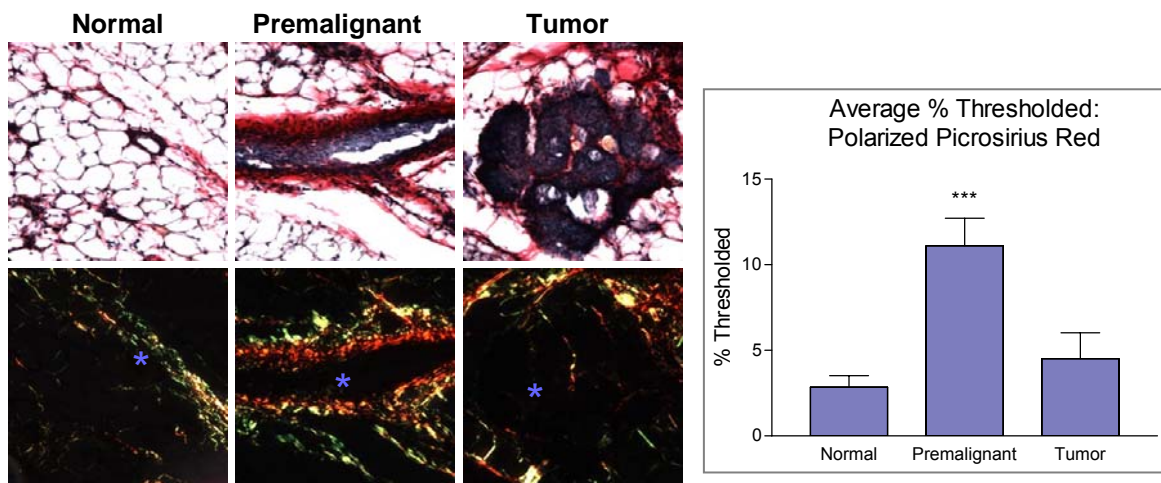 Normal Premalignant Tumor
*
*
*
Average % Thresholded:
Polarized Picrosirius Red
% Thresholded
15
10
5
0
***
Normal Premalignant Tumor